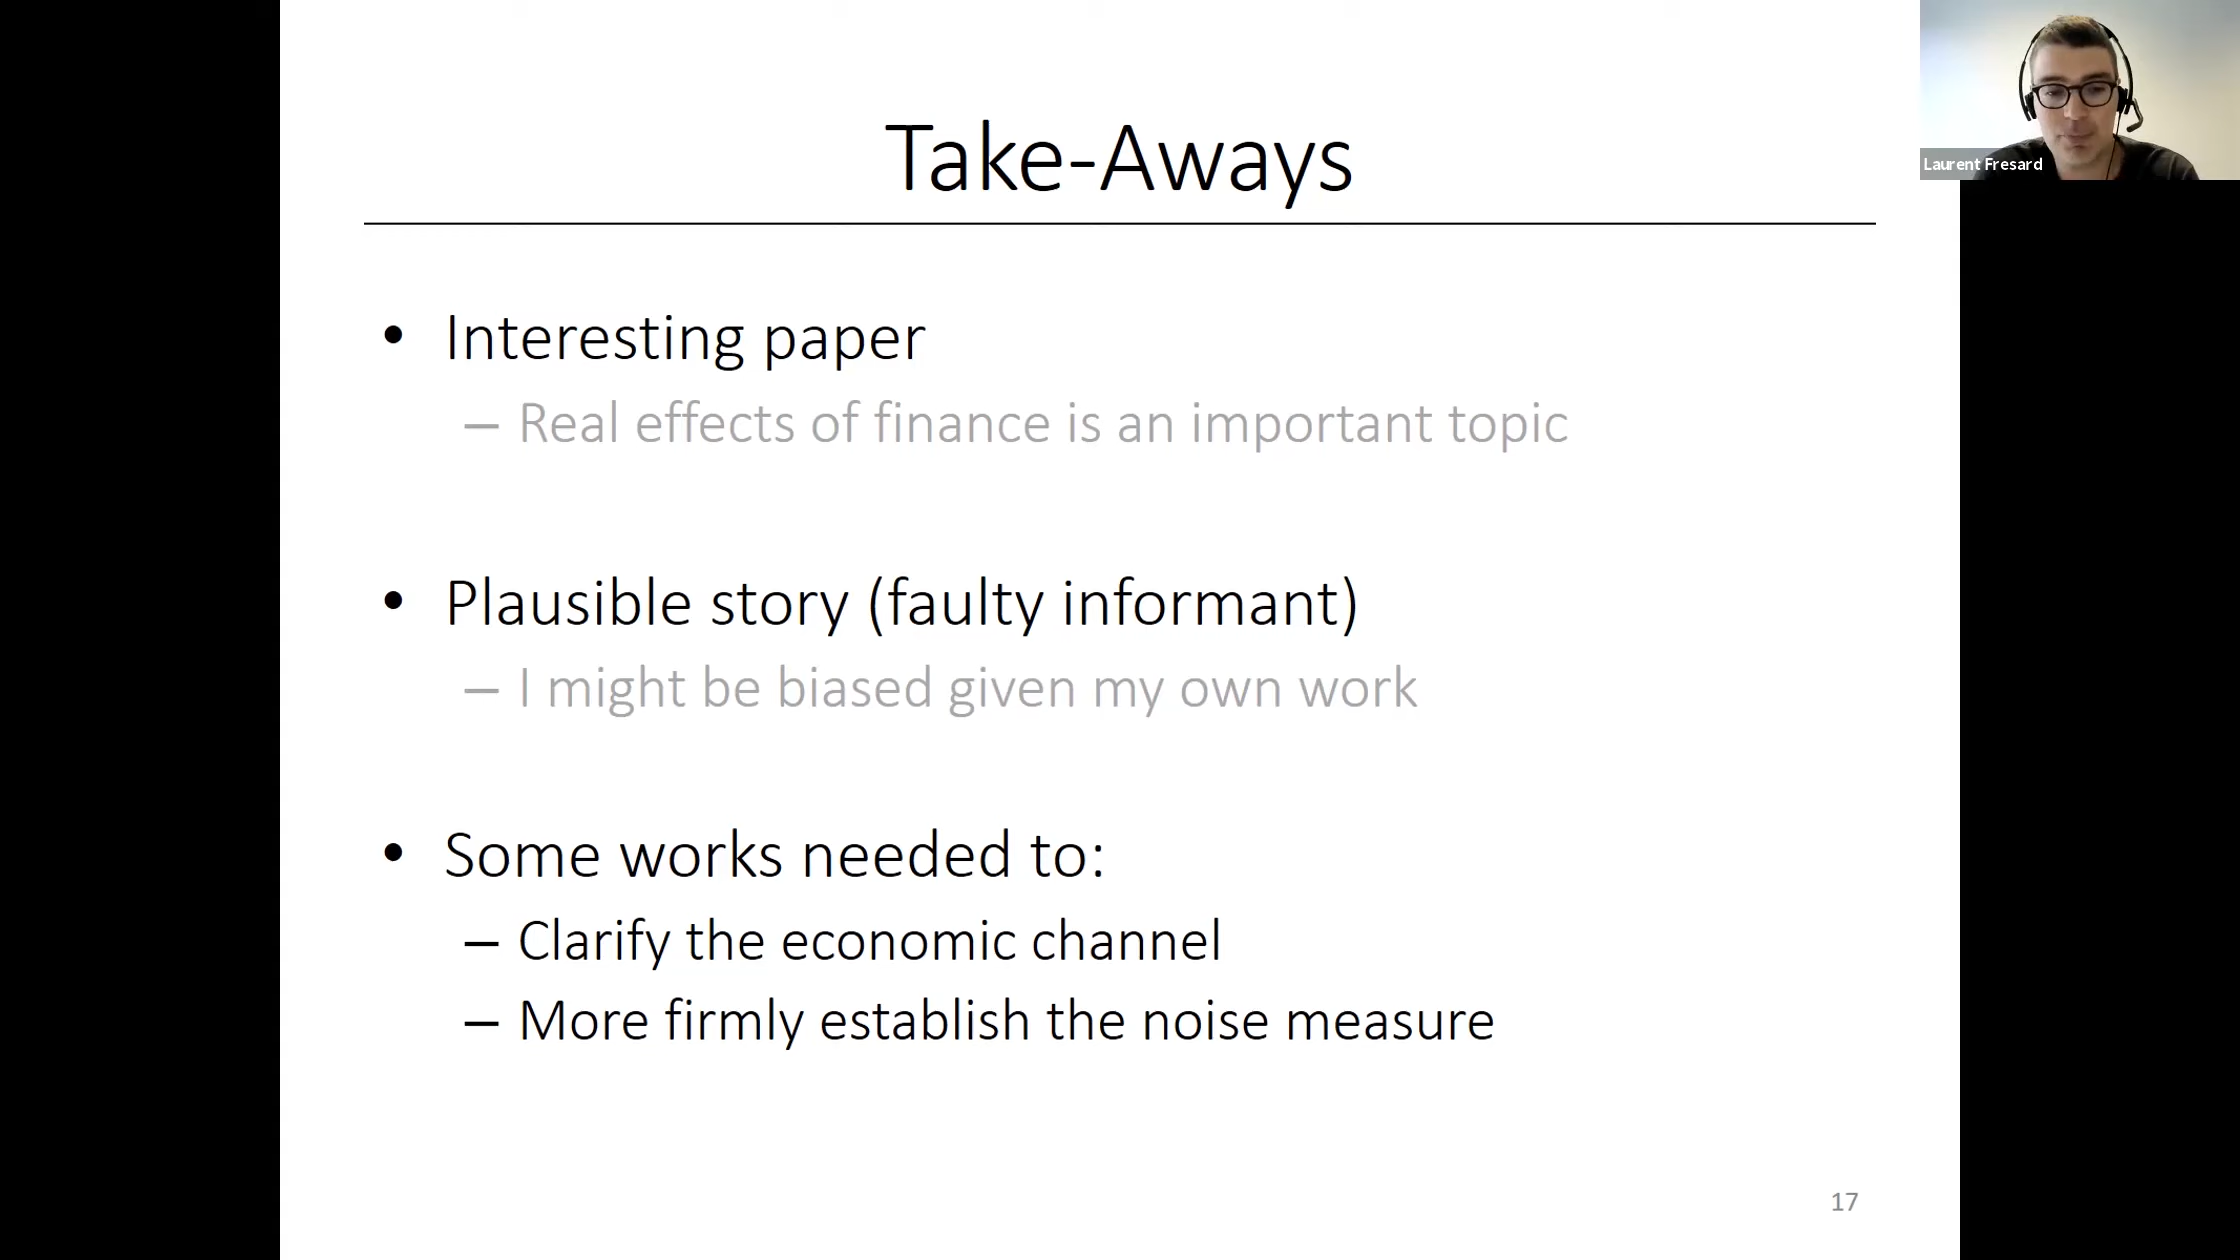 Take-Aways
Laurent Fresard
• Interesting paper
– Real effects of finance is an important topic
• Plausible story (faulty informant)
– I might be biased given my own work
• Some works needed to:
– Clarify the economic channel
– More firmly establish the noise measure
17